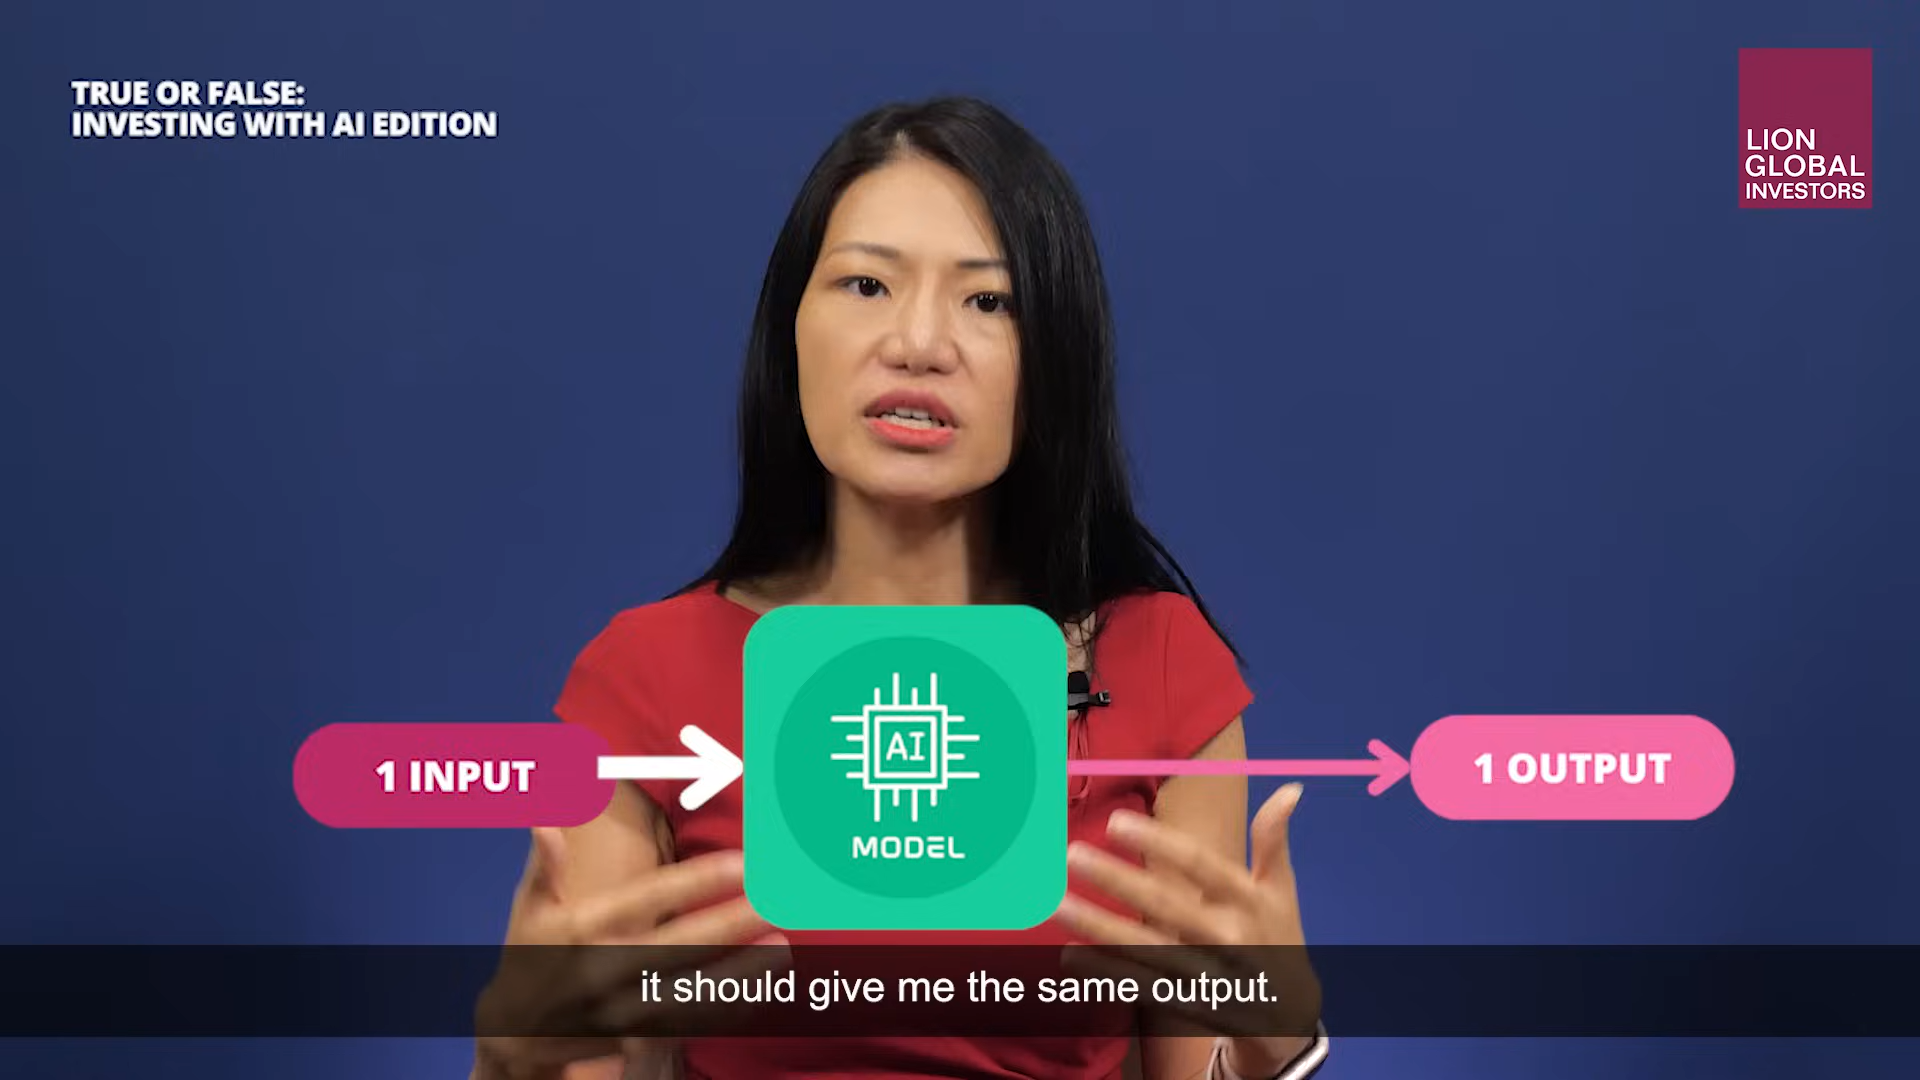 TRUE OR FALSE:
INVESTING WITH AI EDITION
LION
GLOBAL
INVESTORS
1 INPUT
AI
MODEL
1 OUTPUT
it should give me the same output.